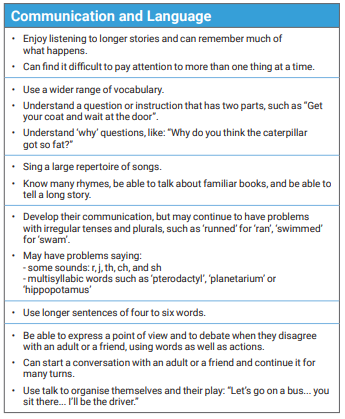 Communication and Language
• Enjoy listening to longer stories and can remember much of
what happens.
• Can find it difficult to pay attention to more than one thing at a time.
• Use a wider range of vocabulary.
• Understand a question or instruction that has two parts, such as “Get
your coat and wait at the door”.
• Understand ‘why’ questions, like: “Why do you think the caterpillar
got so fat?”
• Sing a large repertoire of songs.
• Know many rhymes, be able to talk about familiar books, and be able to
tell a long story.
• Develop their communication, but may continue to have problems
with irregular tenses and plurals, such as ‘runned’ for ‘ran’, ‘swimmed’
for ‘swam’.
• May have problems saying:
- some sounds: r, j, th, ch, and sh
- multisyllabic words such as ‘pterodactyl’, ‘planetarium’ or
‘hippopotamus’
• Use longer sentences of four to six words.
• Be able to express a point of view and to debate when they disagree
with an adult or a friend, using words as well as actions.
• Can start a conversation with an adult or a friend and continue it for
many turns.
• Use talk to organise themselves and their play: “Let’s go on a bus... you
sit there... I’ll be the driver.”